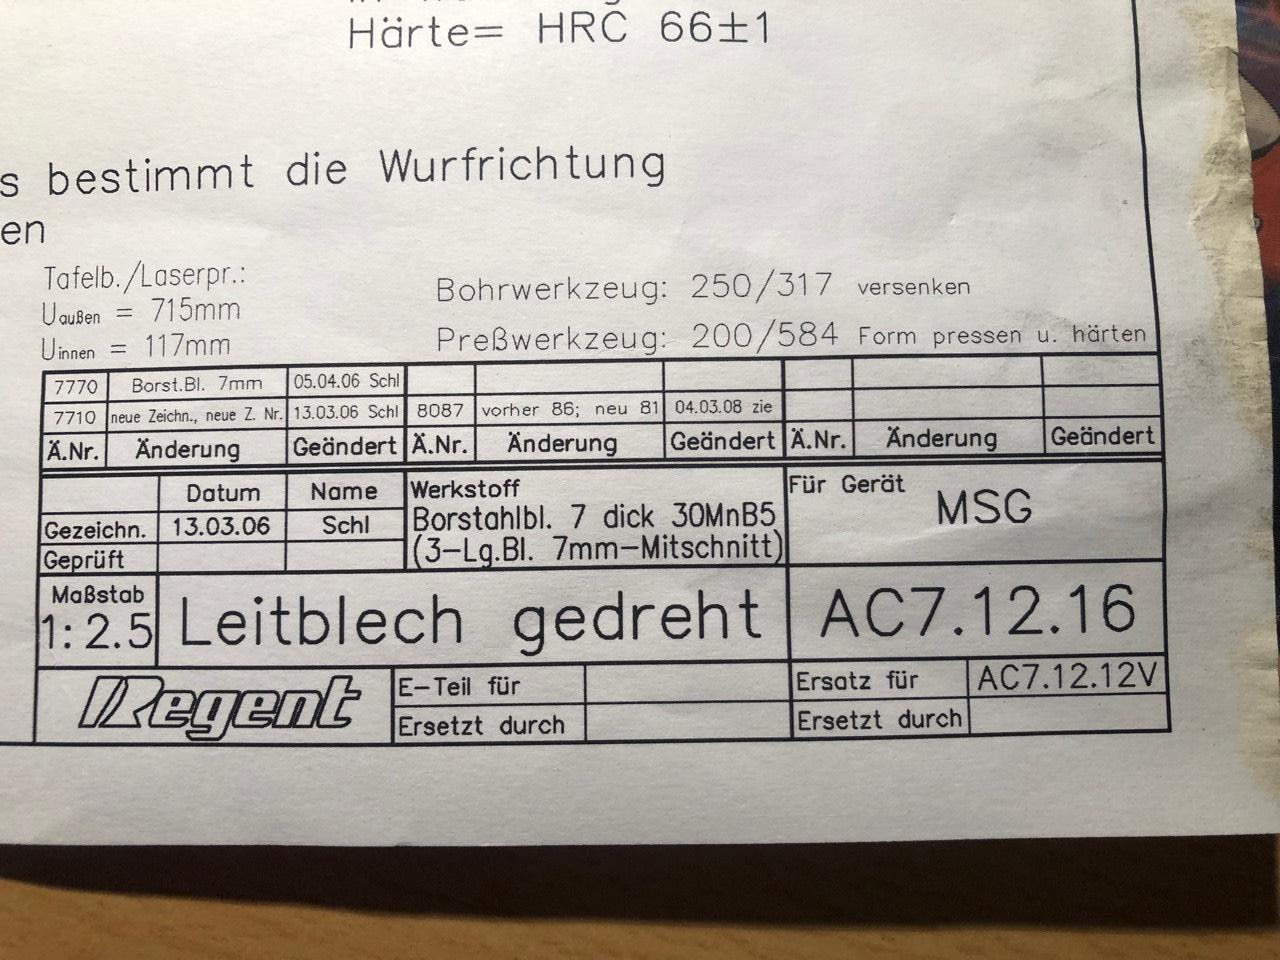 Härte= HRC 66±1
s bestimmt die Wurfrichtung
en
Tafelb./Laserpr.:
Uaußen = 715mm
Uinnen = 117mm
Bohrwerkzeug: 250/317 versenken
Preßwerkzeug: 200/584 Form pressen u. härten
7770 Borst.Bl. 7mm 05.04.06 Schl
7710 neue Zeichn., neue Z. Nr. 13.03.06 Schl 8087 vorher 86; neu 81 04.03.08 zie
Ä.Nr. Änderung Geändert Ä.Nr. Änderung Geändert Ä.Nr. Änderung Geändert
Datum Name
Gezeichn. 13.03.06 Schl
Geprüft
Werkstoff
Borstahlbl. 7 dick 30MnB5
(3-Lg.Bl. 7mm-Mitschnitt)
Für Gerät
MSG
Maßstab
1: 2.5
Leitblech gedreht
AC7.12.16
Regent
E-Teil für
Ersetzt durch
Ersatz für AC7.12.12V
Ersetzt durch